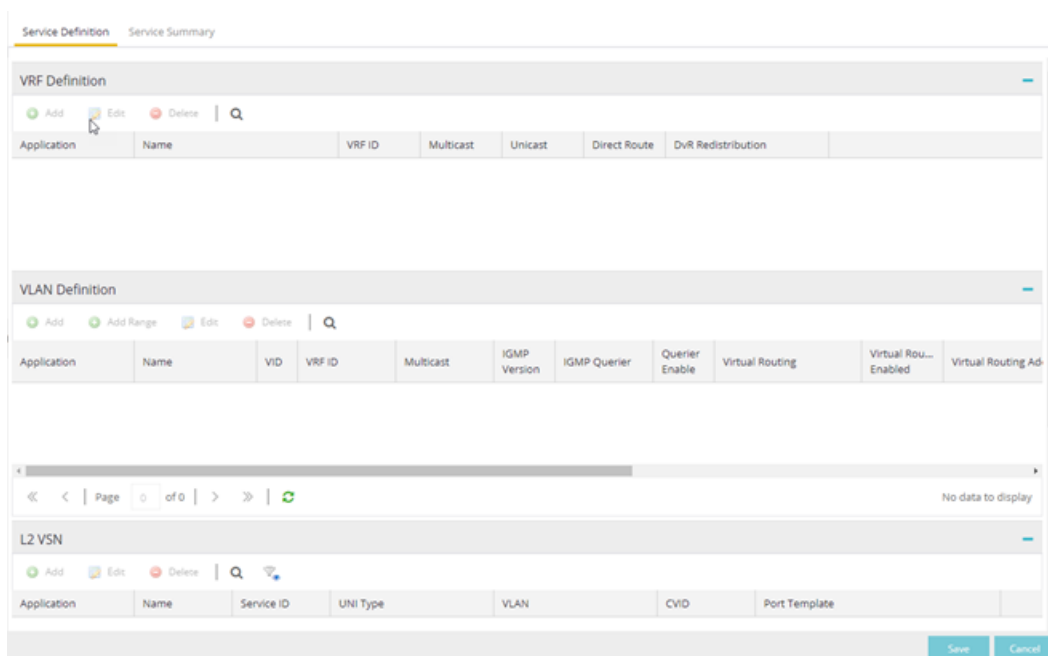 Service Definition Service Summary
VRF Definition
Add Edit Delete
Application Name VRF ID Multicast Unicast Direct Route DvR Redistribution
VLAN Definition
Add Add Range Edit Delete
Application Name VID VRF ID Multicast IGMP Version IGMP Querier Querier Enable Virtual Routing Virtual Rou... Enabled Virtual Routing Ad
Page 0 of 0 No data to display
L2 VSN
Add Edit Delete
Application Name Service ID UNI Type VLAN CVID Port Template
Save Cancel